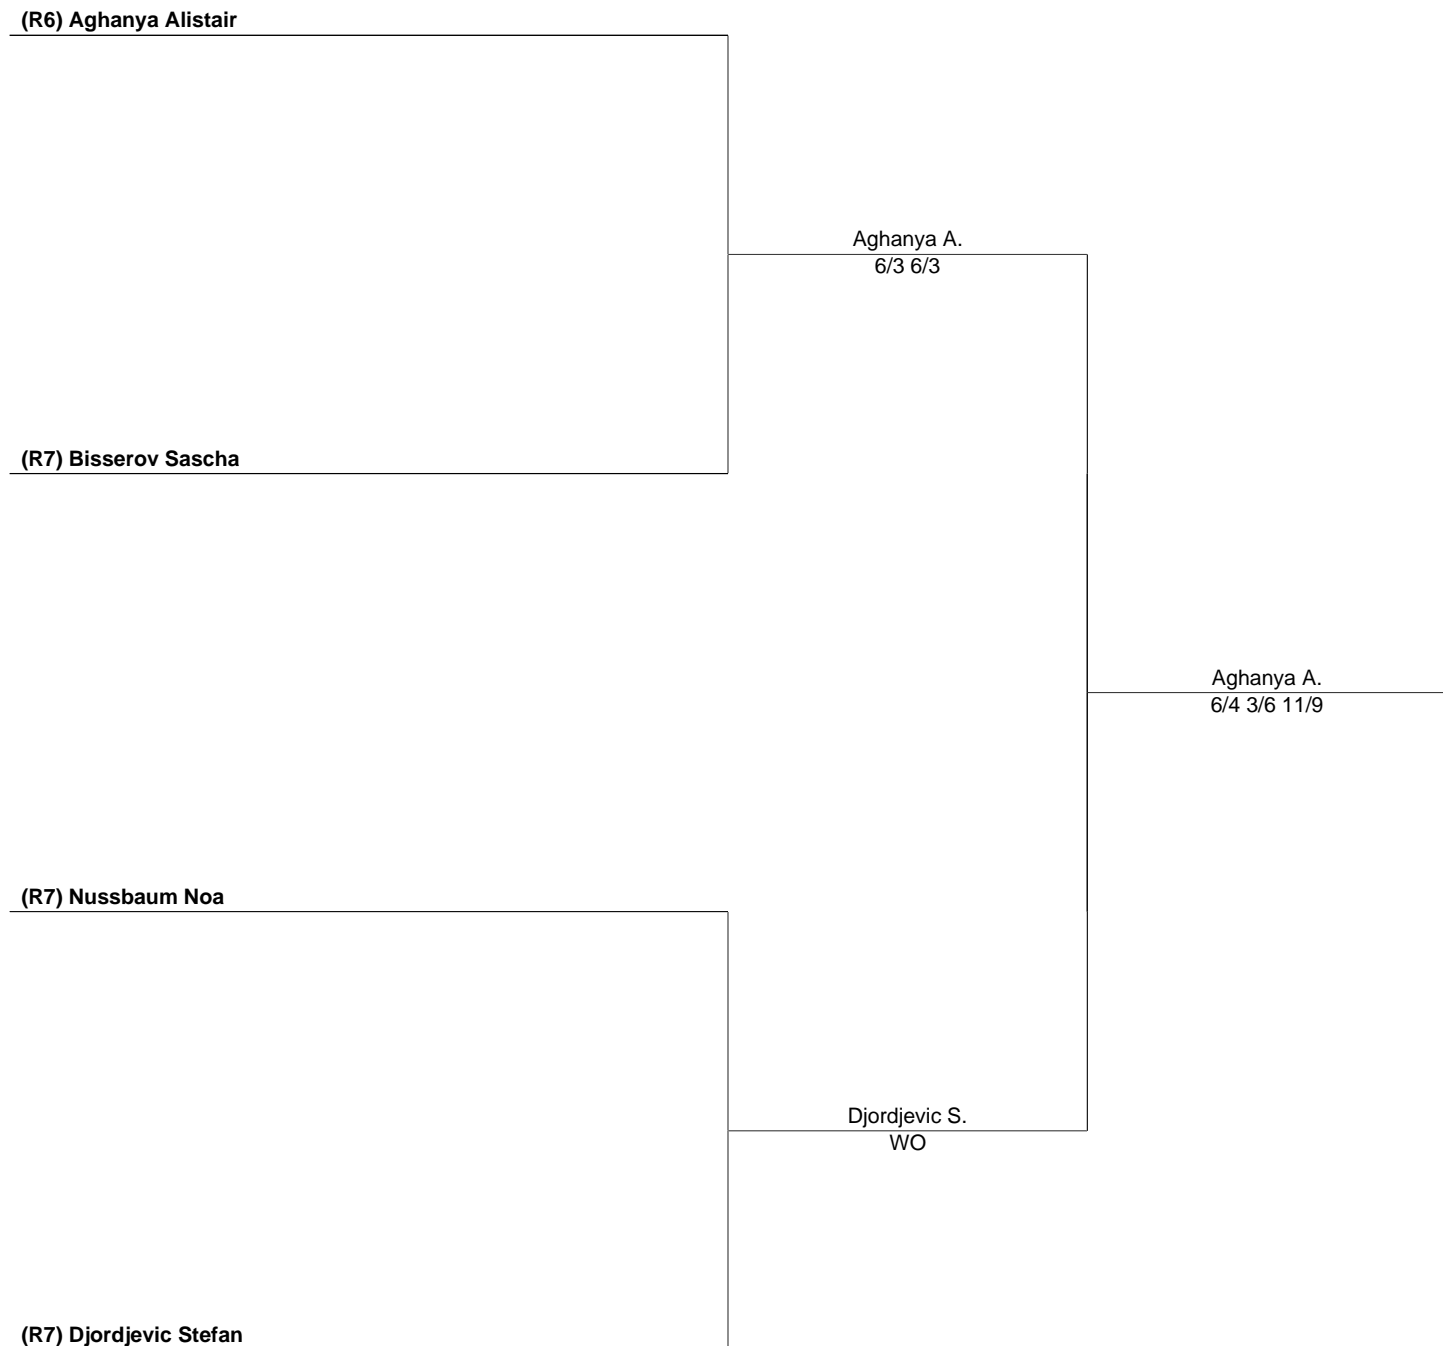 (R6) Aghanya Alistair
Aghanya A.
6/3 6/3
(R7) Bisserov Sascha
Aghanya A.
6/4 3/6 11/9
(R7) Nussbaum Noa
Djordjevic S.
WO
(R7) Djordjevic Stefan